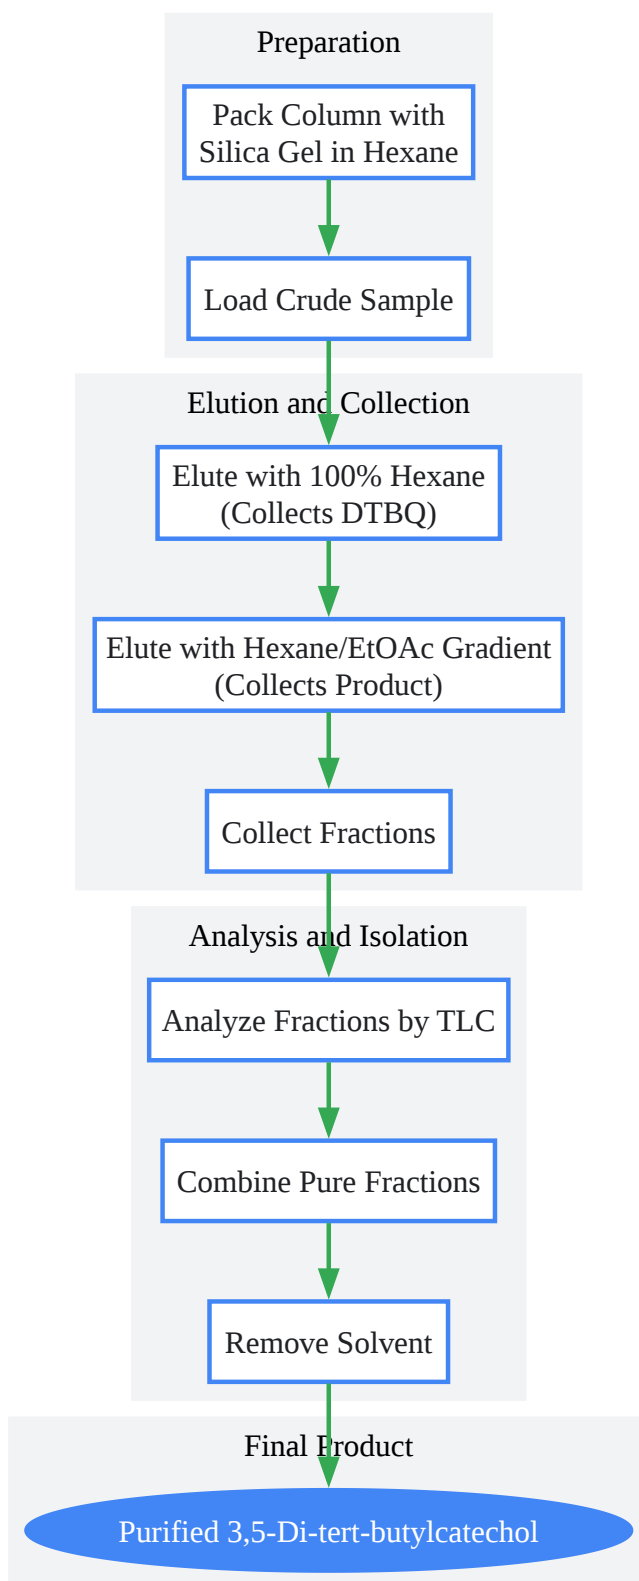 Preparation
Pack Column with
Silica Gel in Hexane
Load Crude Sample
Elution and Collection
Elute with 100% Hexane
(Collects DTBQ)
Elute with Hexane/EtOAc Gradient
(Collects Product)
Collect Fractions
Analysis and Isolation
Analyze Fractions by TLC
Combine Pure Fractions
Remove Solvent
Final Product
Purified 3,5-Di-tert-butylcatechol